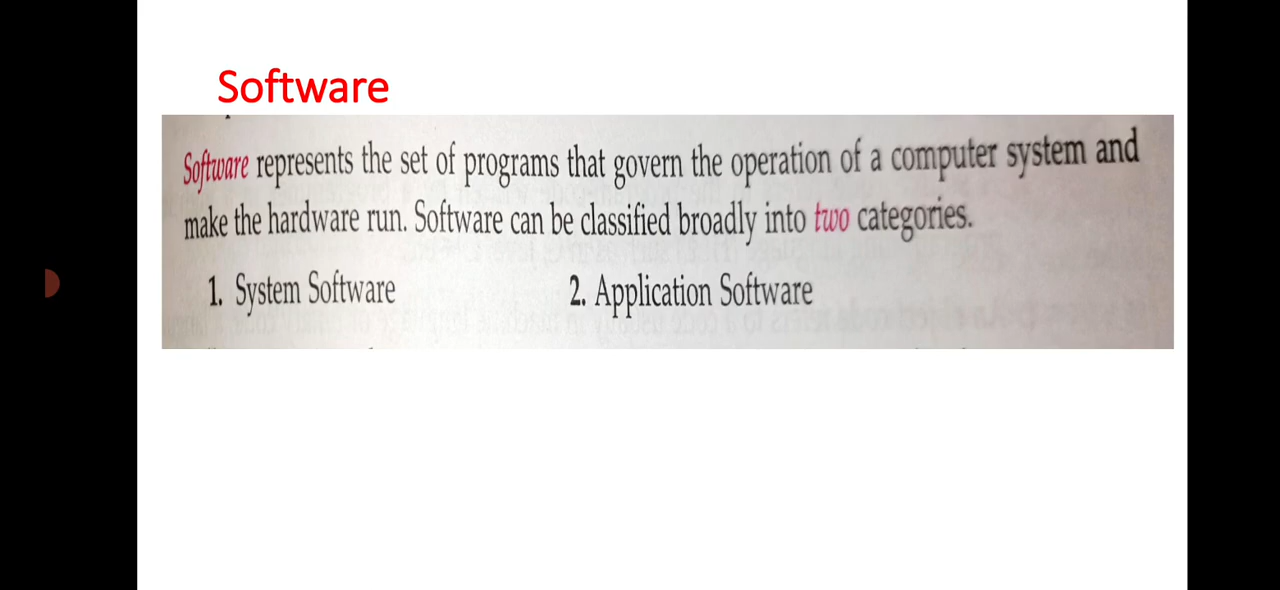 Software
Software represents the set of programs that govern the operation of a computer system and
make the hardware run. Software can be classified broadly into two categories.
1. System Software 2. Application Software